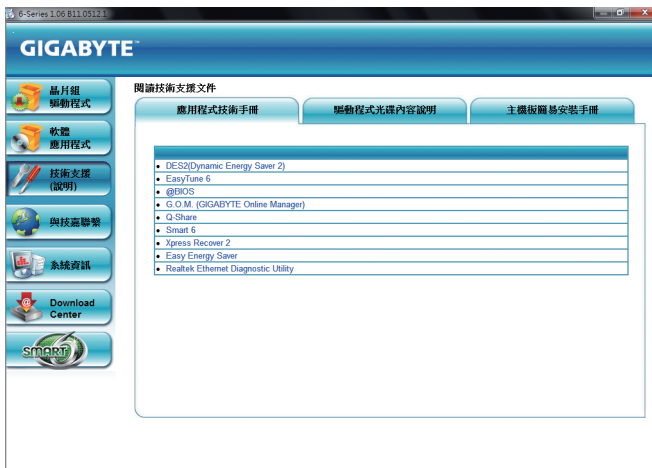 6-Series 1.06 B11.0512.1
GIGABYTE™
晶片組
驅動程式
軟體
應用程式
技術支援
(說明)
與技嘉聯繫
系統資訊
Download
Center
SMART 6
閱讀技術支援文件
應用程式技術手冊
驅動程式光碟內容說明
主機板簡易安裝手冊
• DES2(Dynamic Energy Saver 2)
• EasyTune 6
• @BIOS
• G.O.M. (GIGABYTE Online Manager)
• Q-Share
• Smart 6
• Xpress Recover 2
• Easy Energy Saver
• Realtek Ethernet Diagnostic Utility